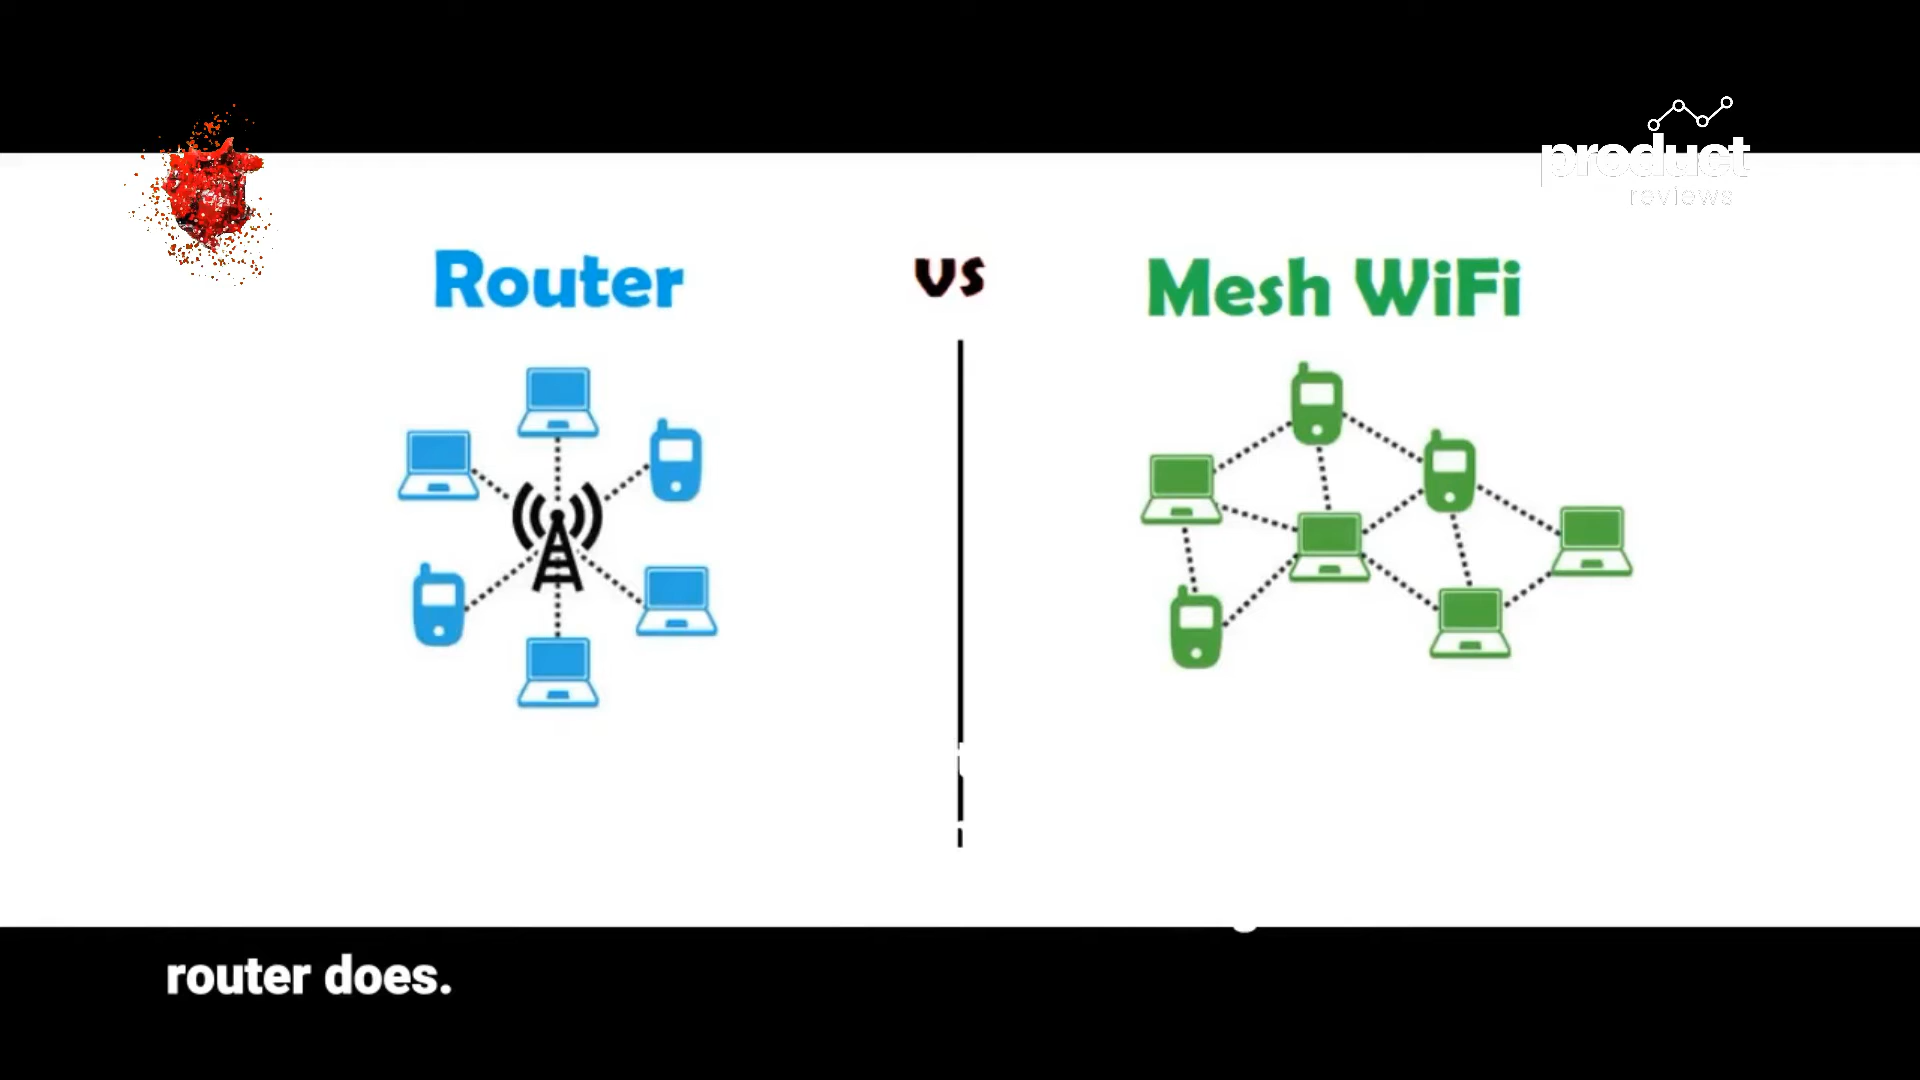 product
reviews
Router
vs
Mesh WiFi
router does.